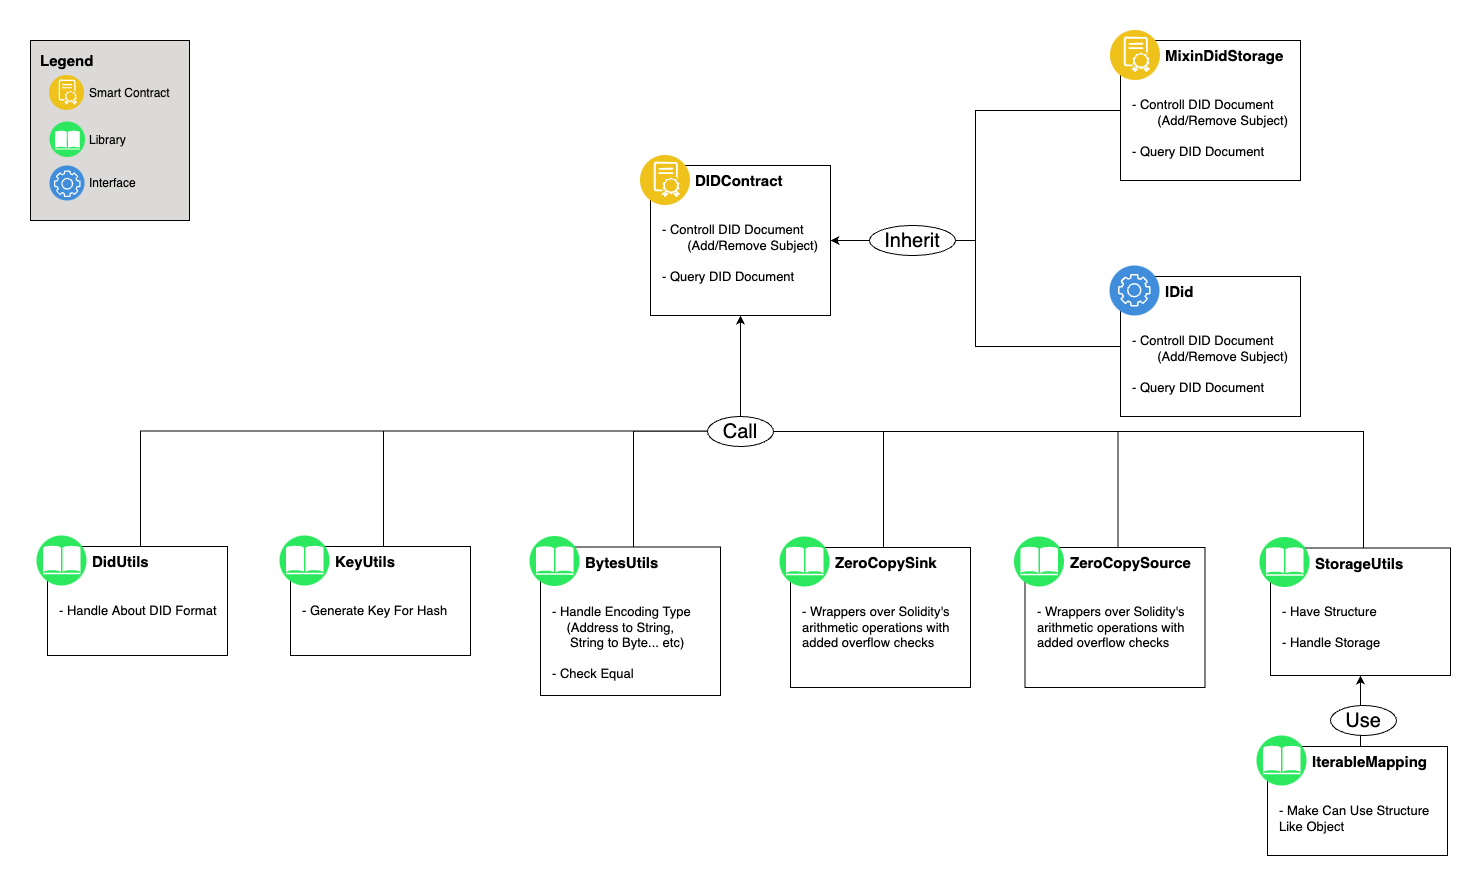 Legend
Smart Contract
Library
Interface
MixinDidStorage
- Controll DID Document
(Add/Remove Subject)
- Query DID Document
DIDContract
- Controll DID Document
(Add/Remove Subject)
- Query DID Document
Inherit
IDid
- Controll DID Document
(Add/Remove Subject)
- Query DID Document
Call
DidUtils
- Handle About DID Format
KeyUtils
- Generate Key For Hash
BytesUtils
- Handle Encoding Type
(Address to String,
String to Byte... etc)
- Check Equal
ZeroCopySink
- Wrappers over Solidity's
arithmetic operations with
added overflow checks
ZeroCopySource
- Wrappers over Solidity's
arithmetic operations with
added overflow checks
StorageUtils
- Have Structure
- Handle Storage
Use
IterableMapping
- Make Can Use Structure
Like Object